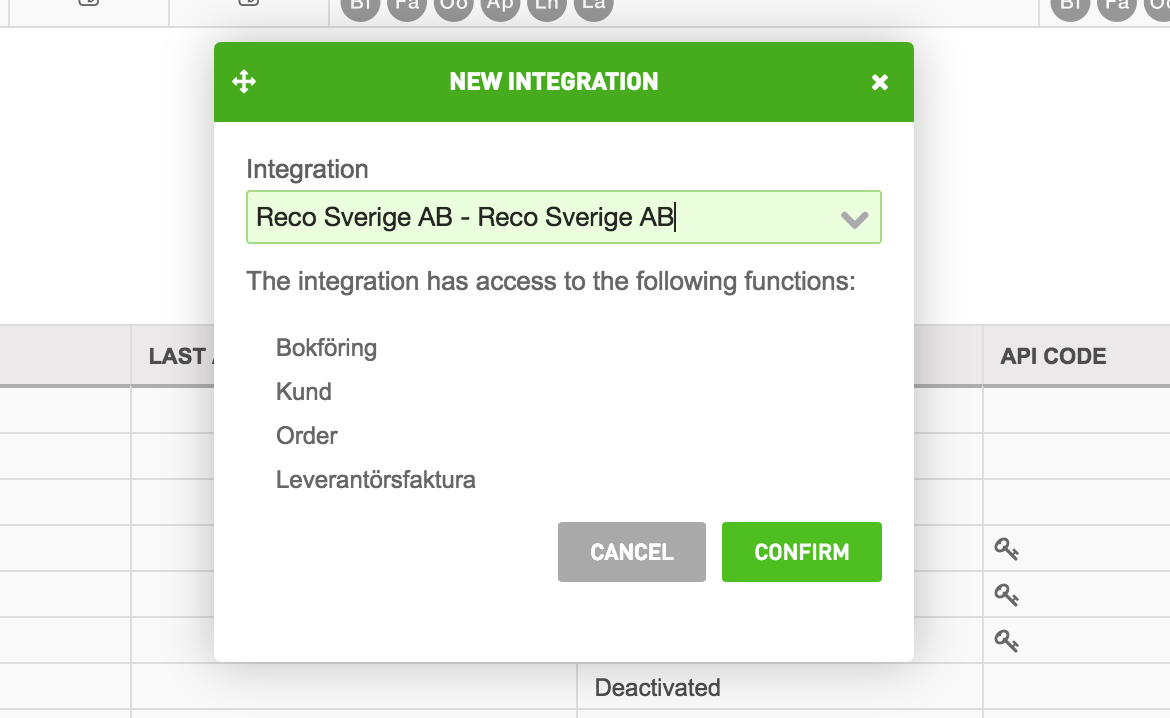 Bf Fa Oo Ap Ln La Bf Fa
NEW INTEGRATION
Integration
Reco Sverige AB - Reco Sverige AB
The integration has access to the following functions:
Bokföring
Kund
Order
Leverantörsfaktura
CANCEL CONFIRM
LAST
API CODE
Deactivated